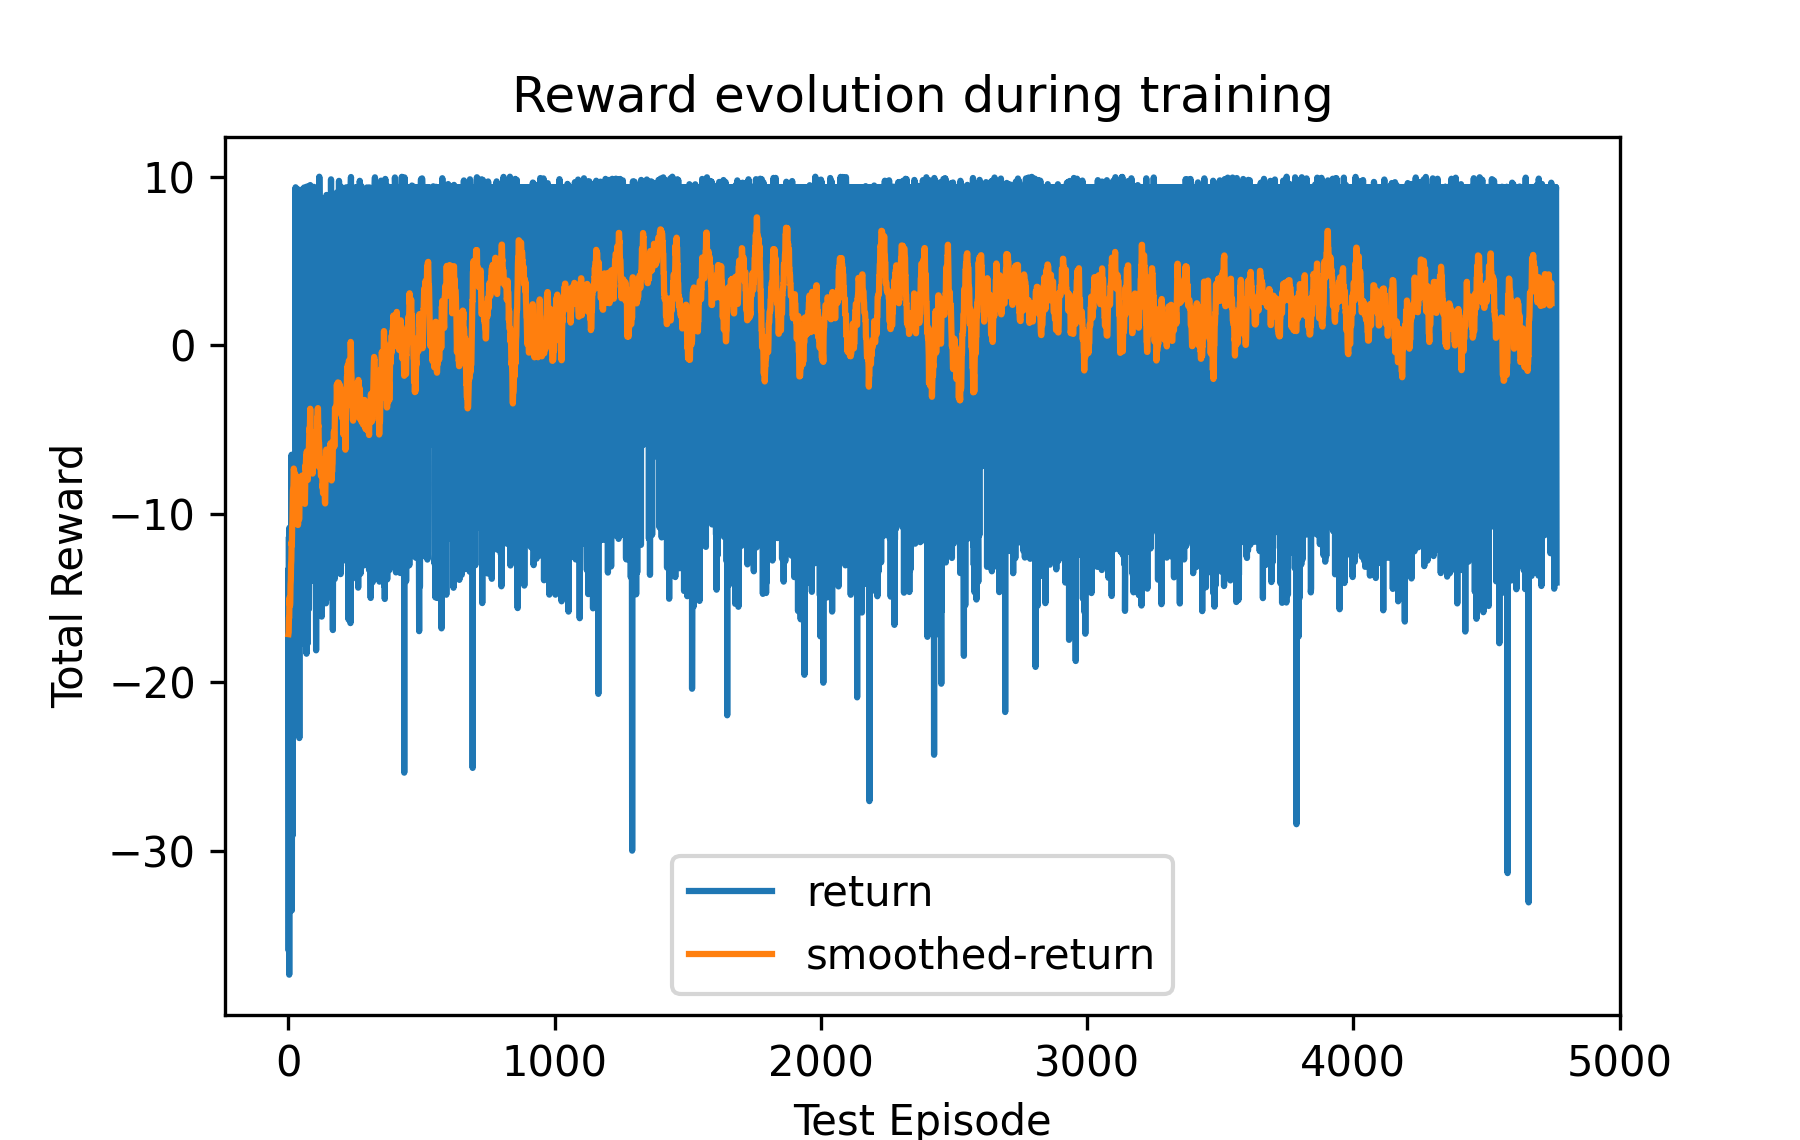 Reward evolution during training
Total Reward
10
0
−10
−20
−30
return
smoothed-return
0 1000 2000 3000 4000 5000
Test Episode